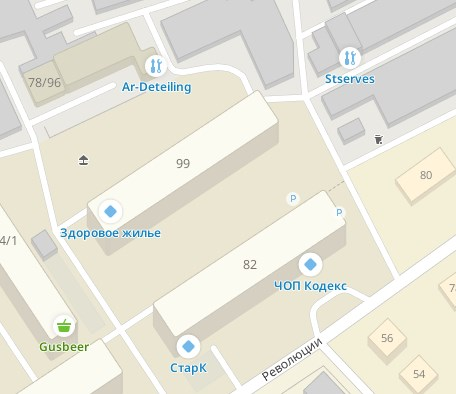 78/96
Ar-Deteiling
Stserves
99
80
P
P
Здоровое жилье
4/1
82
ЧОП Кодекс
Gusbeer
56
СтарК
Революции
54